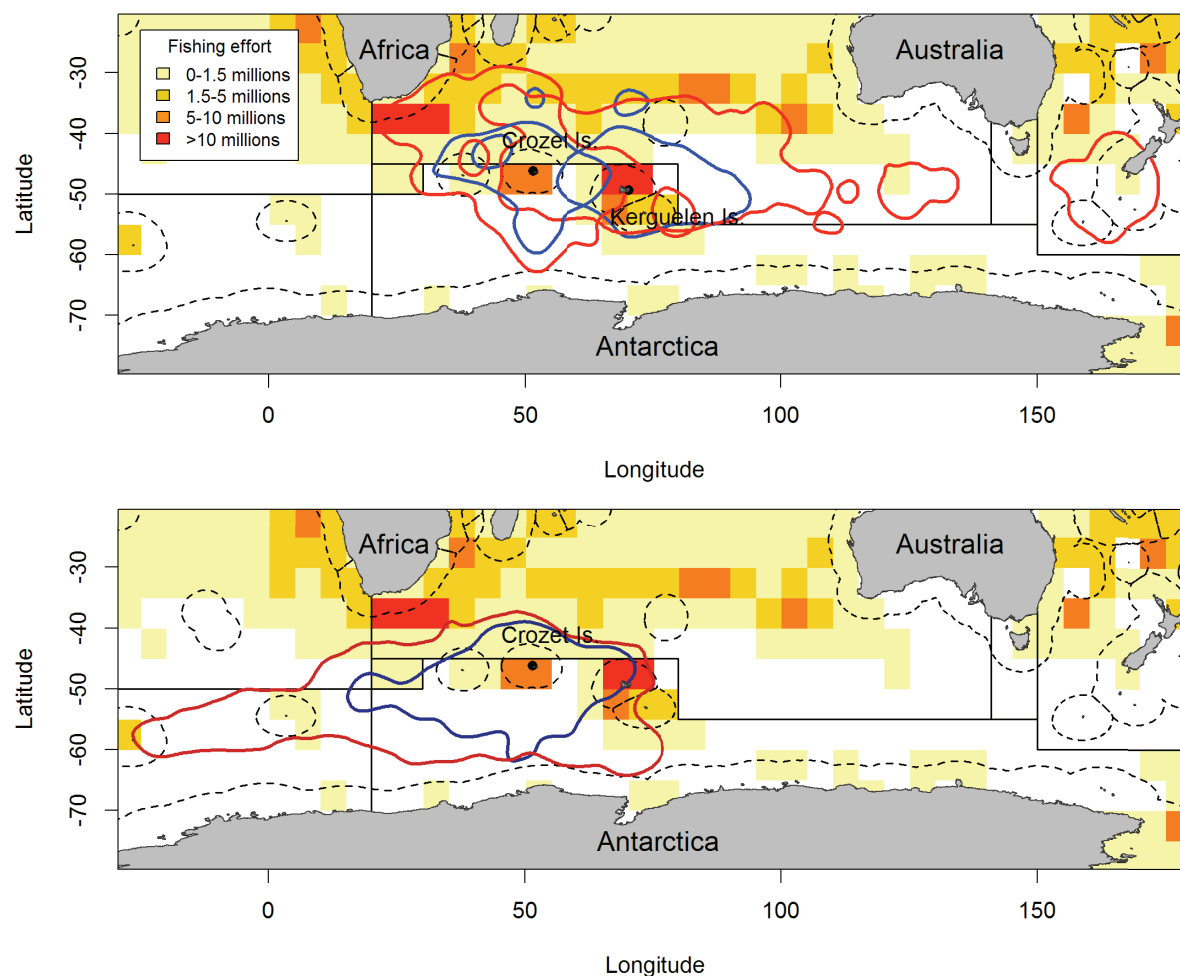 Fishing effort
0-1.5 millions
1.5-5 millions
5-10 millions
>10 millions
Africa
Australia
Crozet Is.
Kerguelen Is.
Antarctica
Latitude
-30
-40
-50
-60
-70
0
50
100
150
Longitude
Africa
Australia
Crozet Is.
Antarctica
Latitude
-30
-40
-50
-60
-70
0
50
100
150
Longitude